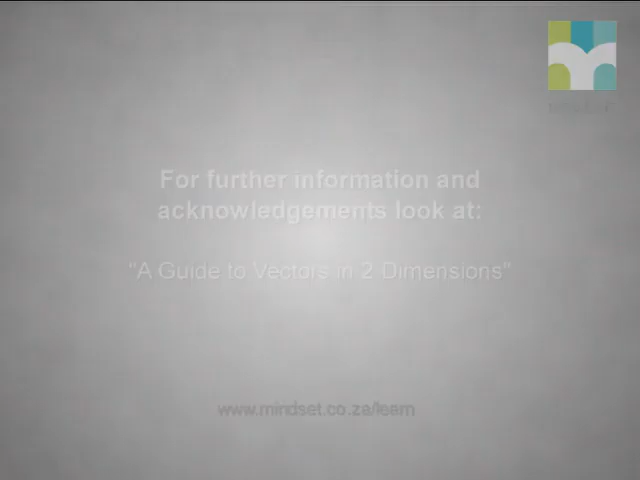 For further information and
acknowledgements look at:
"A Guide to Vectors in 2 Dimensions"
www.mindset.co.za/learn